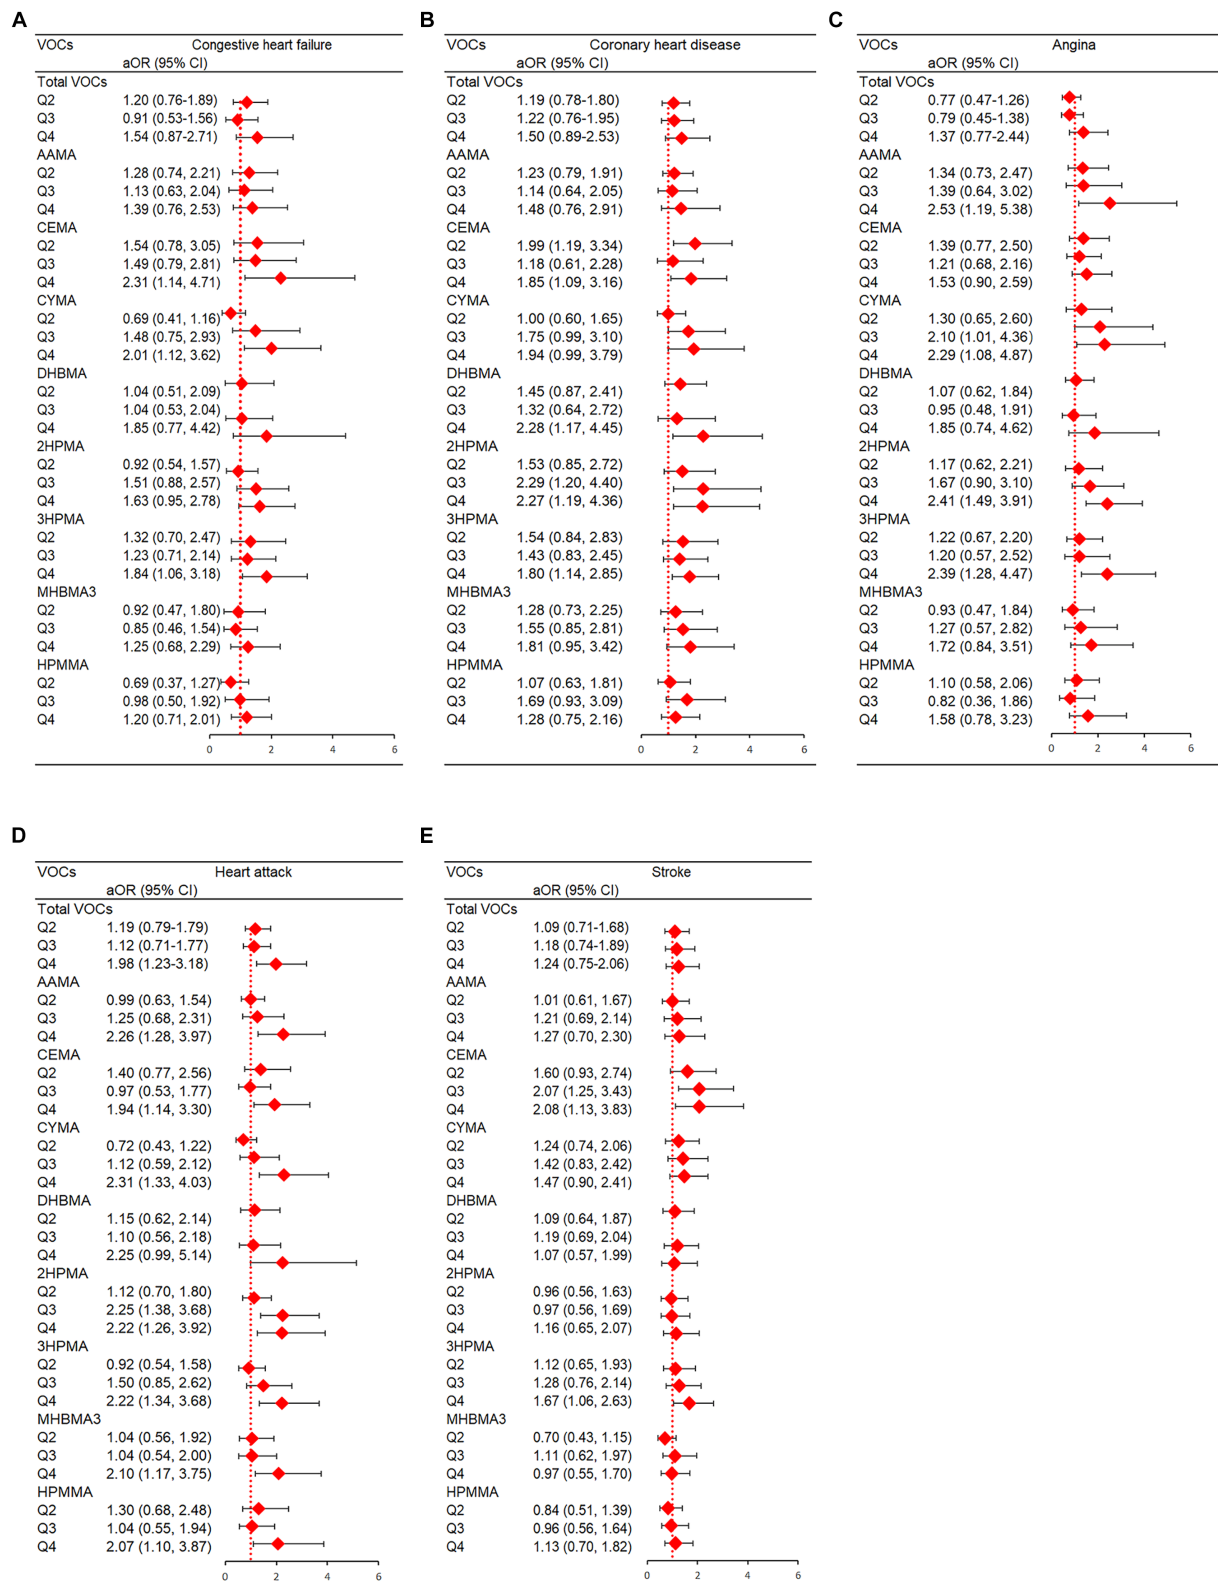 A
VOCs Congestive heart failure
aOR (95% CI)
Total VOCs
Q2 1.20 (0.76-1.89)
Q3 0.91 (0.53-1.56)
Q4 1.54 (0.87-2.71)
AAMA
Q2 1.28 (0.74, 2.21)
Q3 1.13 (0.63, 2.04)
Q4 1.39 (0.76, 2.53)
CEMA
Q2 1.54 (0.78, 3.05)
Q3 1.49 (0.79, 2.81)
Q4 2.31 (1.14, 4.71)
CYMA
Q2 0.69 (0.41, 1.16)
Q3 1.48 (0.75, 2.93)
Q4 2.01 (1.12, 3.62)
DHBMA
Q2 1.04 (0.51, 2.09)
Q3 1.04 (0.53, 2.04)
Q4 1.85 (0.77, 4.42)
2HPMA
Q2 0.92 (0.54, 1.57)
Q3 1.51 (0.88, 2.57)
Q4 1.63 (0.95, 2.78)
3HPMA
Q2 1.32 (0.70, 2.47)
Q3 1.23 (0.71, 2.14)
Q4 1.84 (1.06, 3.18)
MHBMA3
Q2 0.92 (0.47, 1.80)
Q3 0.85 (0.46, 1.54)
Q4 1.25 (0.68, 2.29)
HPMMA
Q2 0.69 (0.37, 1.27)
Q3 0.98 (0.50, 1.92)
Q4 1.20 (0.71, 2.01)
0 2 4 6
B
VOCs Coronary heart disease
aOR (95% CI)
Total VOCs
Q2 1.19 (0.78-1.80)
Q3 1.22 (0.76-1.95)
Q4 1.50 (0.89-2.53)
AAMA
Q2 1.23 (0.79, 1.91)
Q3 1.14 (0.64, 2.05)
Q4 1.48 (0.76, 2.91)
CEMA
Q2 1.99 (1.19, 3.34)
Q3 1.18 (0.61, 2.28)
Q4 1.85 (1.09, 3.16)
CYMA
Q2 1.00 (0.60, 1.65)
Q3 1.75 (0.99, 3.10)
Q4 1.94 (0.99, 3.79)
DHBMA
Q2 1.45 (0.87, 2.41)
Q3 1.32 (0.64, 2.72)
Q4 2.28 (1.17, 4.45)
2HPMA
Q2 1.53 (0.85, 2.72)
Q3 2.29 (1.20, 4.40)
Q4 2.27 (1.19, 4.36)
3HPMA
Q2 1.54 (0.84, 2.83)
Q3 1.43 (0.83, 2.45)
Q4 1.80 (1.14, 2.85)
MHBMA3
Q2 1.28 (0.73, 2.25)
Q3 1.55 (0.85, 2.81)
Q4 1.81 (0.95, 3.42)
HPMMA
Q2 1.07 (0.63, 1.81)
Q3 1.69 (0.93, 3.09)
Q4 1.28 (0.75, 2.16)
0 2 4 6
C
VOCs Angina
aOR (95% CI)
Total VOCs
Q2 0.77 (0.47-1.26)
Q3 0.79 (0.45-1.38)
Q4 1.37 (0.77-2.44)
AAMA
Q2 1.34 (0.73, 2.47)
Q3 1.39 (0.64, 3.02)
Q4 2.53 (1.19, 5.38)
CEMA
Q2 1.39 (0.77, 2.50)
Q3 1.21 (0.68, 2.16)
Q4 1.53 (0.90, 2.59)
CYMA
Q2 1.30 (0.65, 2.60)
Q3 2.10 (1.01, 4.36)
Q4 2.29 (1.08, 4.87)
DHBMA
Q2 1.07 (0.62, 1.84)
Q3 0.95 (0.48, 1.91)
Q4 1.85 (0.74, 4.62)
2HPMA
Q2 1.17 (0.62, 2.21)
Q3 1.67 (0.90, 3.10)
Q4 2.41 (1.49, 3.91)
3HPMA
Q2 1.22 (0.67, 2.20)
Q3 1.20 (0.57, 2.52)
Q4 2.39 (1.28, 4.47)
MHBMA3
Q2 0.93 (0.47, 1.84)
Q3 1.27 (0.57, 2.82)
Q4 1.72 (0.84, 3.51)
HPMMA
Q2 1.10 (0.58, 2.06)
Q3 0.82 (0.36, 1.86)
Q4 1.58 (0.78, 3.23)
0 2 4 6
D
VOCs Heart attack
aOR (95% CI)
Total VOCs
Q2 1.19 (0.79-1.79)
Q3 1.12 (0.71-1.77)
Q4 1.98 (1.23-3.18)
AAMA
Q2 0.99 (0.63, 1.54)
Q3 1.25 (0.68, 2.31)
Q4 2.26 (1.28, 3.97)
CEMA
Q2 1.40 (0.77, 2.56)
Q3 0.97 (0.53, 1.77)
Q4 1.94 (1.14, 3.30)
CYMA
Q2 0.72 (0.43, 1.22)
Q3 1.12 (0.59, 2.12)
Q4 2.31 (1.33, 4.03)
DHBMA
Q2 1.15 (0.62, 2.14)
Q3 1.10 (0.56, 2.18)
Q4 2.25 (0.99, 5.14)
2HPMA
Q2 1.12 (0.70, 1.80)
Q3 2.25 (1.38, 3.68)
Q4 2.22 (1.26, 3.92)
3HPMA
Q2 0.92 (0.54, 1.58)
Q3 1.50 (0.85, 2.62)
Q4 2.22 (1.34, 3.68)
MHBMA3
Q2 1.04 (0.56, 1.92)
Q3 1.04 (0.54, 2.00)
Q4 2.10 (1.17, 3.75)
HPMMA
Q2 1.30 (0.68, 2.48)
Q3 1.04 (0.55, 1.94)
Q4 2.07 (1.10, 3.87)
0 2 4 6
E
VOCs Stroke
aOR (95% CI)
Total VOCs
Q2 1.09 (0.71-1.68)
Q3 1.18 (0.74-1.89)
Q4 1.24 (0.75-2.06)
AAMA
Q2 1.01 (0.61, 1.67)
Q3 1.21 (0.69, 2.14)
Q4 1.27 (0.70, 2.30)
CEMA
Q2 1.60 (0.93, 2.74)
Q3 2.07 (1.25, 3.43)
Q4 2.08 (1.13, 3.83)
CYMA
Q2 1.24 (0.74, 2.06)
Q3 1.42 (0.83, 2.42)
Q4 1.47 (0.90, 2.41)
DHBMA
Q2 1.09 (0.64, 1.87)
Q3 1.19 (0.69, 2.04)
Q4 1.07 (0.57, 1.99)
2HPMA
Q2 0.96 (0.56, 1.63)
Q3 0.97 (0.56, 1.69)
Q4 1.16 (0.65, 2.07)
3HPMA
Q2 1.12 (0.65, 1.93)
Q3 1.28 (0.76, 2.14)
Q4 1.67 (1.06, 2.63)
MHBMA3
Q2 0.70 (0.43, 1.15)
Q3 1.11 (0.62, 1.97)
Q4 0.97 (0.55, 1.70)
HPMMA
Q2 0.84 (0.51, 1.39)
Q3 0.96 (0.56, 1.64)
Q4 1.13 (0.70, 1.82)
0 2 4 6